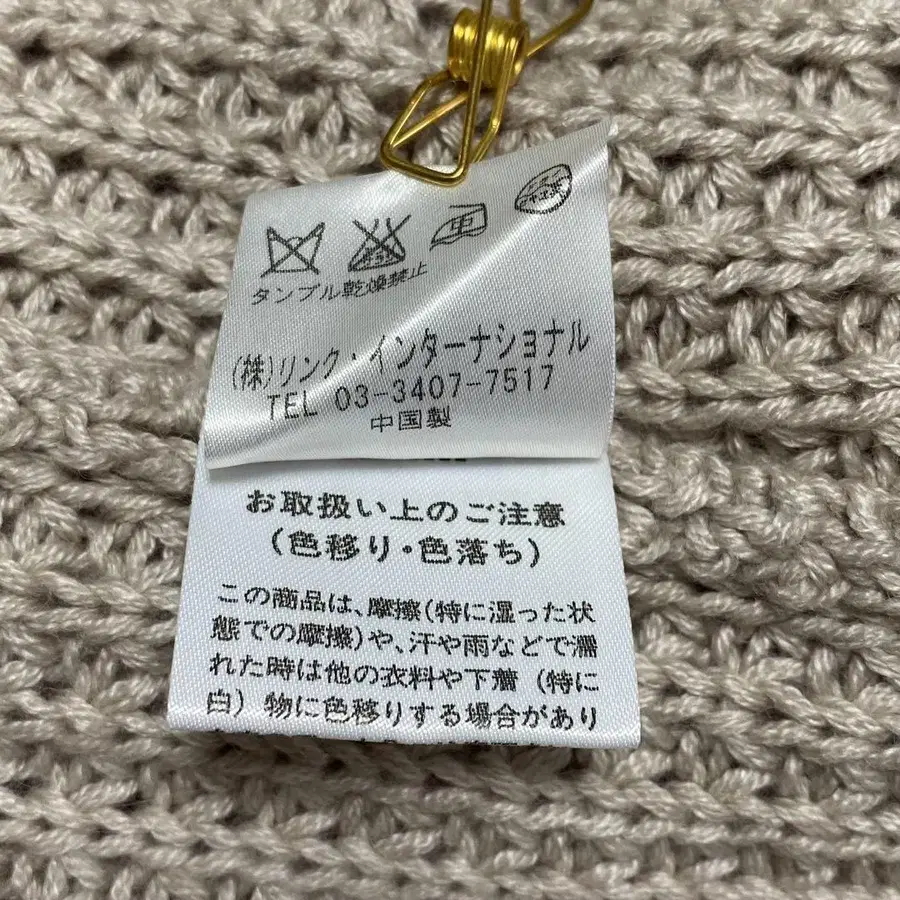 中
タンブル乾燥禁止
(株)リンク・インターナショナル
TEL 03-3407-7517
中国製
お取扱い上のご注意
(色移り・色落ち)
この商品は、摩擦(特に湿った状
態での摩擦)や、汗や雨などで濡
れた時は他の衣料や下着 (特に
白) 物に色移りする場合があり